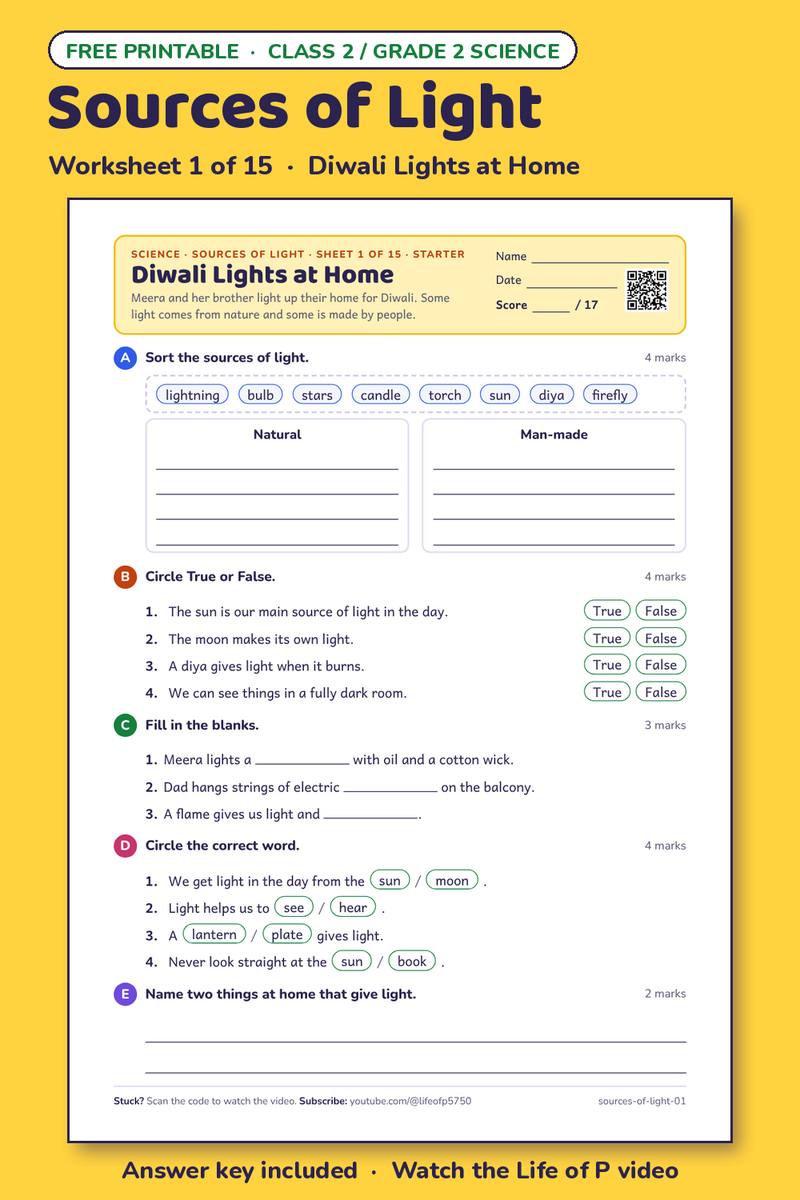 FREE PRINTABLE · CLASS 2 / GRADE 2 SCIENCE
Sources of Light
Worksheet 1 of 15 · Diwali Lights at Home
SCIENCE · SOURCES OF LIGHT · SHEET 1 OF 15 · STARTER
Diwali Lights at Home
Meera and her brother light up their home for Diwali. Some
light comes from nature and some is made by people.
Name
Date
Score / 17
A Sort the sources of light. 4 marks
lightning bulb stars candle torch sun diya firefly
Natural Man-made
B Circle True or False. 4 marks
1. The sun is our main source of light in the day. True False
2. The moon makes its own light. True False
3. A diya gives light when it burns. True False
4. We can see things in a fully dark room. True False
C Fill in the blanks. 3 marks
1. Meera lights a ____________ with oil and a cotton wick.
2. Dad hangs strings of electric ____________ on the balcony.
3. A flame gives us light and ____________.
D Circle the correct word. 4 marks
1. We get light in the day from the sun / moon .
2. Light helps us to see / hear .
3. A lantern / plate gives light.
4. Never look straight at the sun / book .
E Name two things at home that give light. 2 marks
Stuck? Scan the code to watch the video. Subscribe: youtube.com/@lifeofp5750 sources-of-light-01
Answer key included · Watch the Life of P video